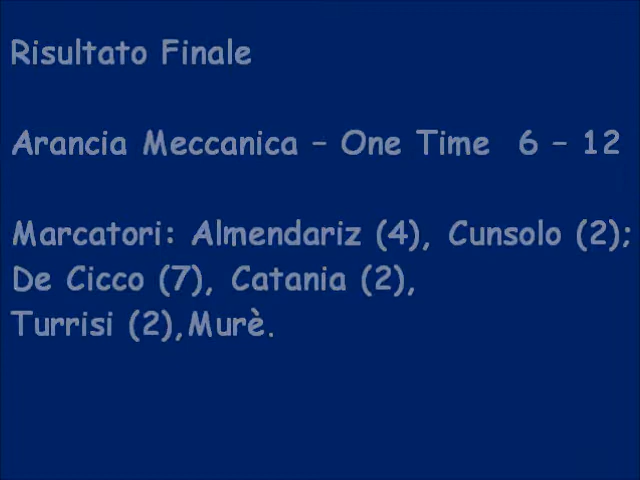 Risultato Finale
Arancia Meccanica – One Time 6 – 12
Marcatori: Almendariz (4), Cunsolo (2);
De Cicco (7), Catania (2),
Turrisi (2),Murè.